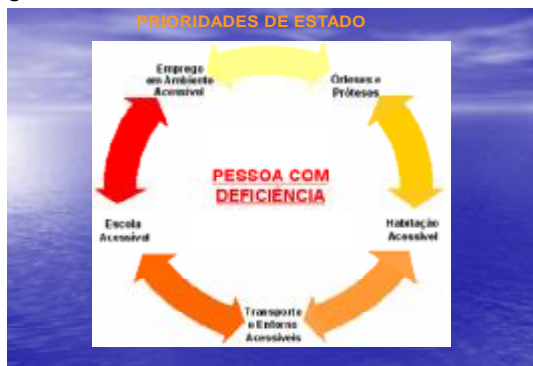 PRIORIDADES DE ESTADO
Emprego
em Ambiente
Acessível
Órteses e
Próteses
PESSOA COM
DEFICIÊNCIA
Escola
Acessível
Habitação
Acessível
Transporte
e Entorno
Acessíveis